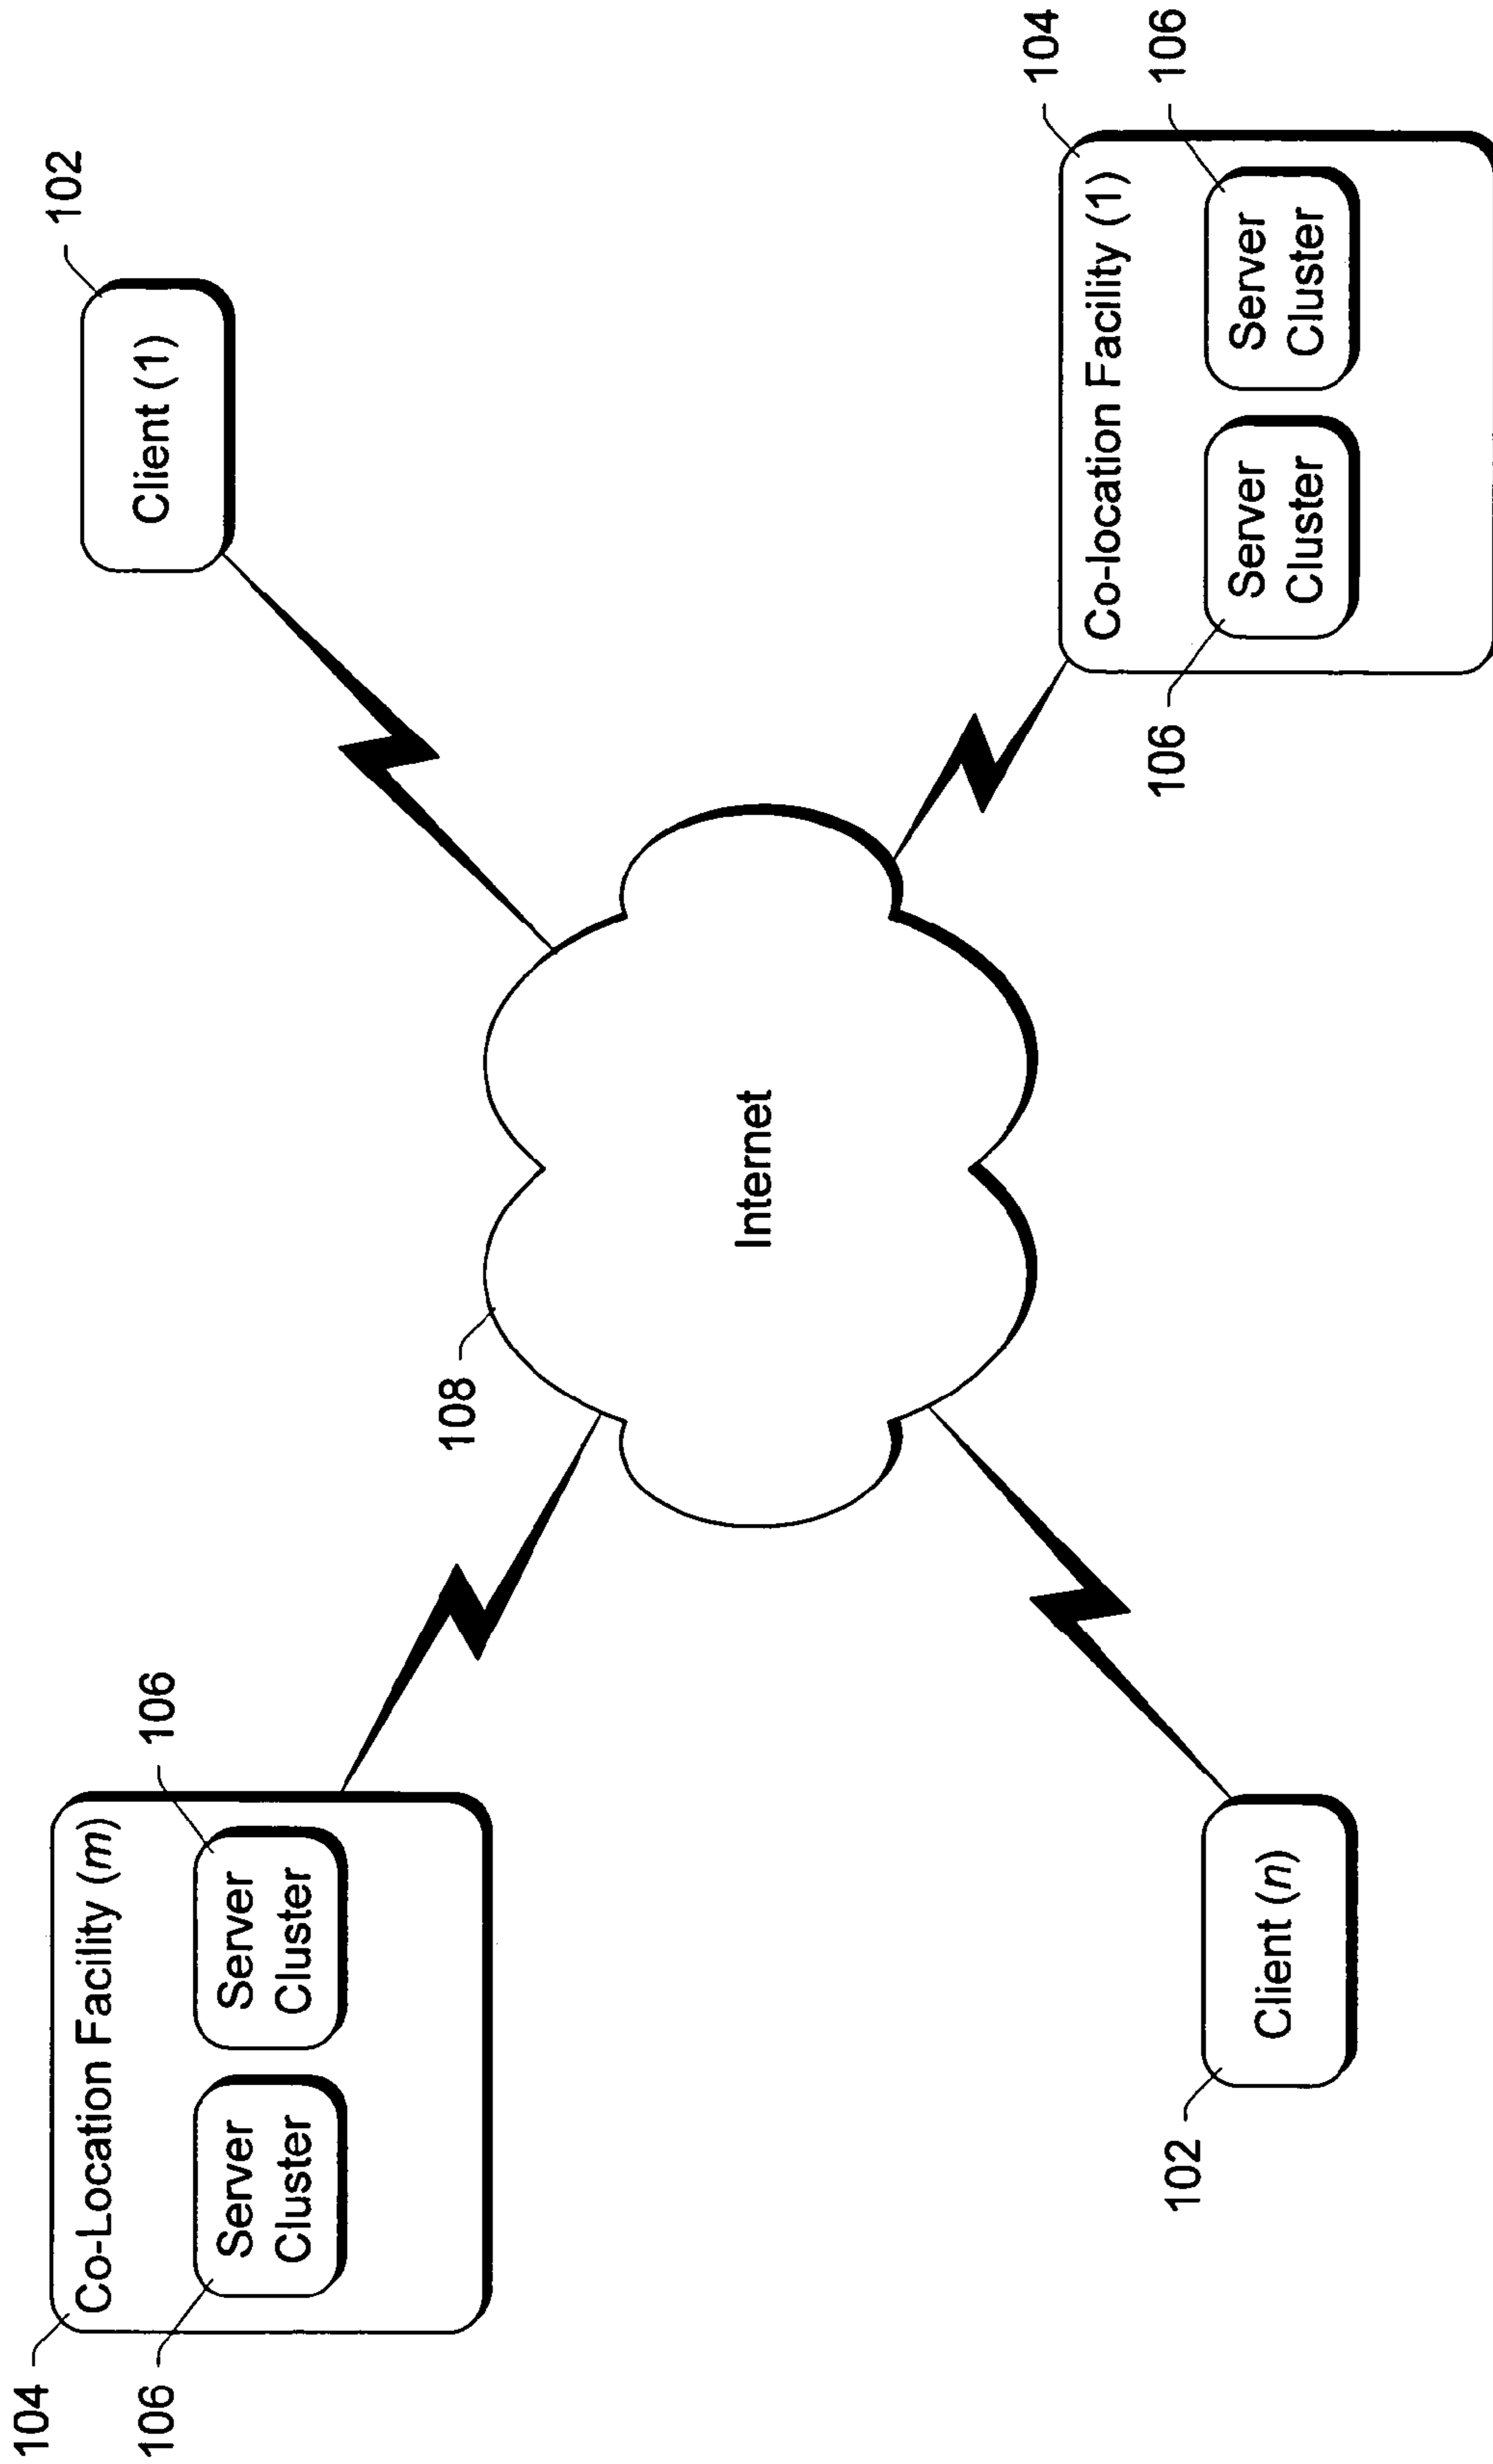 104
102
Co-Location Facility (m)
106
106
Client (1)
Server
Cluster
Server
Cluster
108
Internet
104
Co-location Facility (1)
102
106
106
Client (n)
Server
Cluster
Server
Cluster